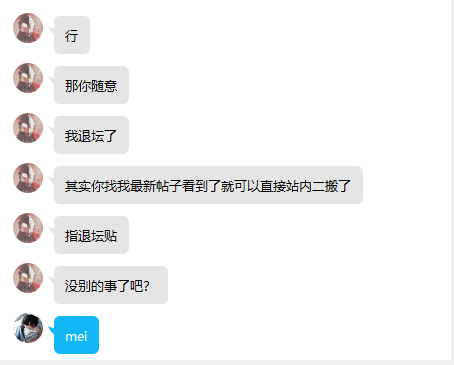 行
那你随意
我退坛了
其实你找我最新帖子看到了就可以直接站内二搬了
指退坛贴
没别的事了吧？
mei